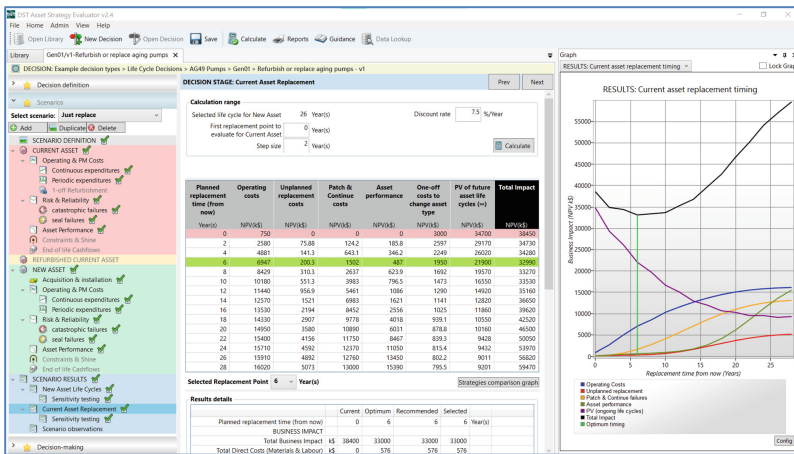 DST Asset Strategy Evaluator v2.4
File Home Admin View Help
Open Library New Decision Open Decision Save Calculate Reports Guidance Data Lookup
Library Gen01/v1-Refurbish or replace aging pumps
DECISION: Example decision types > Life Cycle Decisions > AG49 Pumps > Gen01 > Refurbish or replace aging pumps - v1
Decision definition
Scenarios
Select scenario: Just replace
Add Duplicate Delete
SCENARIO DEFINITION
CURRENT ASSET
Operating & PM Costs
Continuous expenditures
Periodic expenditures
1-off Refurbishment
Risk & Reliability
catastrophic failures
seal failures
Asset Performance
Constraints & Shine
End of life Cashflows
REFURBISHED CURRENT ASSET
NEW ASSET
Acquisition & installation
Operating & PM Costs
Continuous expenditures
Periodic expenditures
Risk & Reliability
catastrophic failures
seal failures
Asset Performance
Constraints & Shine
End of life Cashflows
SCENARIO RESULTS
New Asset Life Cycles
Sensitivity testing
Current Asset Replacement
Sensitivity testing
Scenario observations
Decision-making
DECISION STAGE: Current Asset Replacement Prev Next
Calculation range
Selected life cycle for New Asset 26 Year(s) Discount rate 7.5 %/Year
First replacement point to evaluate for Current Asset 0 Year(s)
Step size 2 Year(s) Calculate
Planned replacement time (from now) Operating costs Unplanned replacement costs Patch & Continue costs Asset performance One-off costs to change asset type PV of future asset life cycles (∞) Total Impact
Year(s) NPV(k$) NPV(k$) NPV(k$) NPV(k$) NPV(k$) NPV(k$) NPV(k$)
0 750 0 0 0 3000 34700 38450
2 2580 75.88 124.2 185.8 2597 29170 34730
4 4881 141.3 643.1 346.2 2249 26020 34280
6 6947 200.3 1502 487 1950 21900 32990
8 8429 310.3 2637 623.9 1692 19570 33270
10 10180 551.3 3983 796.5 1473 16550 33530
12 11440 956.9 5461 1086 1290 14920 35160
14 12570 1521 6983 1621 1141 12820 36650
16 13530 2194 8452 2556 1025 11860 39620
18 14330 2907 9778 4018 939.1 10550 42520
20 14950 3580 10890 6031 878.8 10160 46500
22 15400 4156 11750 8467 839.3 9428 50050
24 15710 4592 12370 11050 815.4 9432 53970
26 15910 4892 12760 13450 802.2 9011 56820
28 16020 5073 13000 15390 795.5 9201 59470
Selected Replacement Point 6 Year(s) Strategies comparison graph
Results details
Current Optimum Recommended Selected
Planned replacement time (from now) 0 6 6 6 Year(s)
BUSINESS IMPACT
Total Business Impact k$ 38400 33000 33000 33000
Total Direct Costs (Materials & Labour) k$ 0 576 576 576
Graph
RESULTS: Current asset replacement timing
RESULTS: Current asset replacement timing
Business Impact (NPV k$)
55000
50000
45000
40000
35000
30000
25000
20000
15000
10000
5000
0
0 5 10 15 20 25
Replacement time from now (Years)
Operating Costs
Unplanned replacement
Patch & Continue failures
Asset performance
PV (ongoing life cycles)
Total Impact
Optimum timing